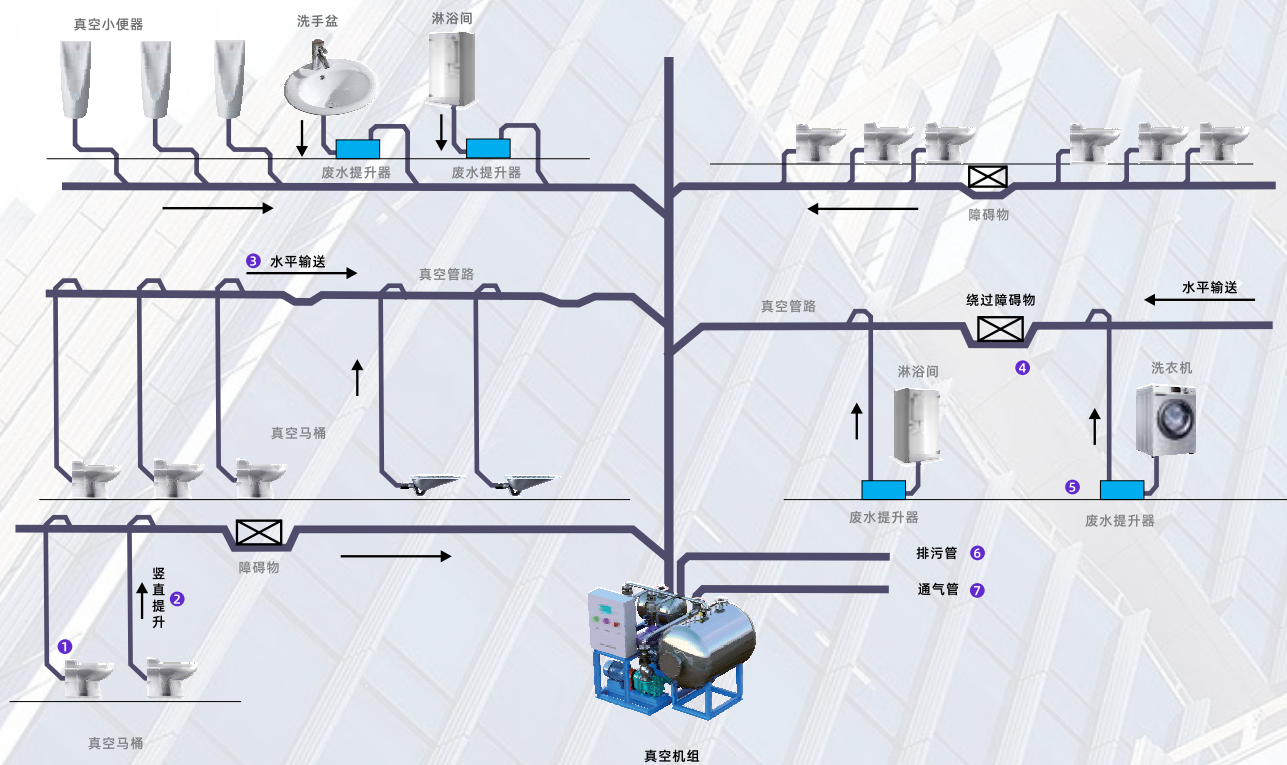 真空小便器
洗手盆
淋浴间
废水提升器
废水提升器
障碍物
3 水平输送
真空管路
真空管路
绕过障碍物
水平输送
4
淋浴间
洗衣机
真空马桶
5
废水提升器
废水提升器
障碍物
竖直提升
2
排污管 6
通气管 7
1
真空马桶
真空机组